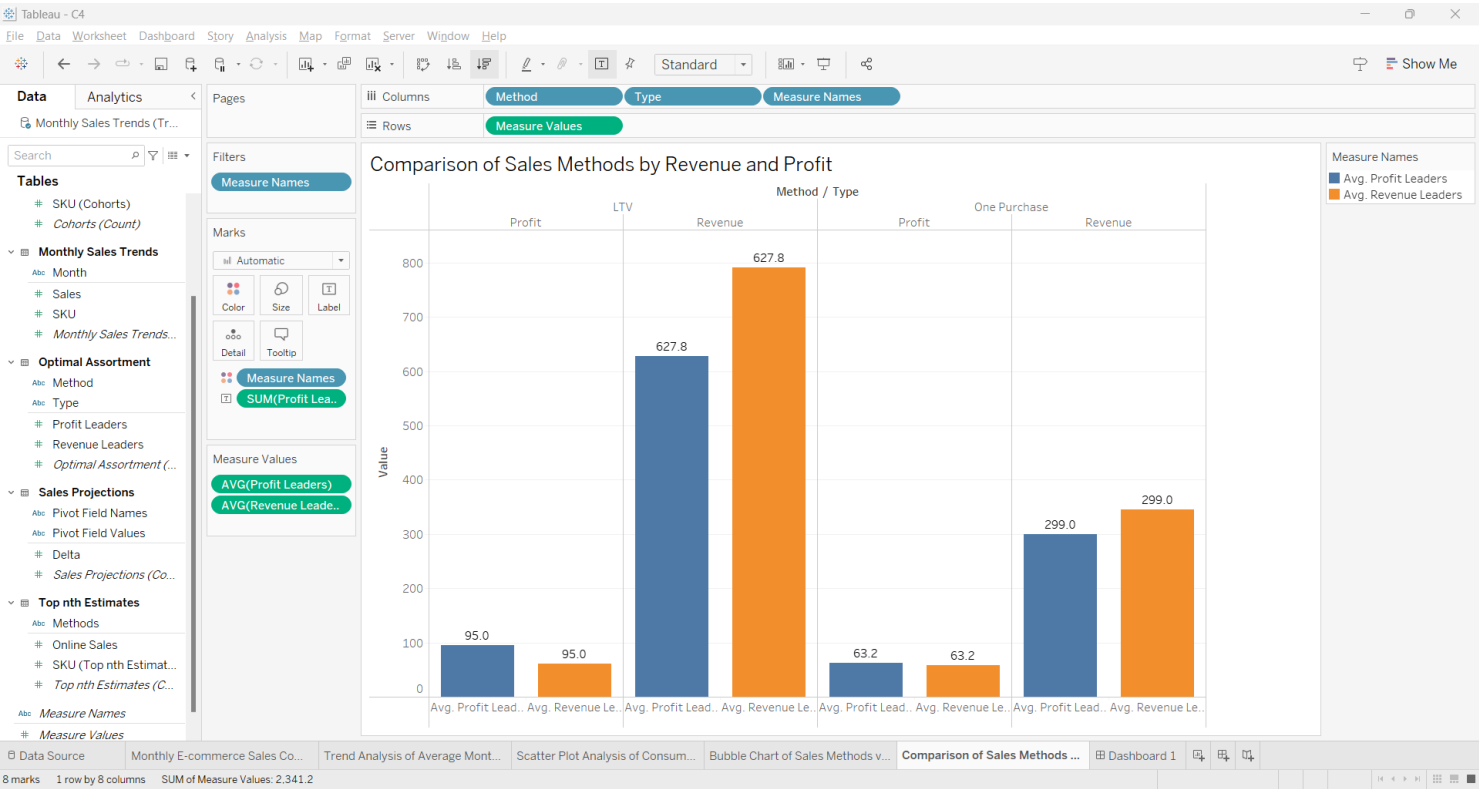 Tableau - C4
File Data Worksheet Dashboard Story Analysis Map Format Server Window Help
Standard
Show Me
Data Analytics
Monthly Sales Trends (Tr...
Search
Tables
# SKU (Cohorts)
# Cohorts (Count)
Monthly Sales Trends
Abc Month
# Sales
# SKU
# Monthly Sales Trends...
Optimal Assortment
Abc Method
Abc Type
# Profit Leaders
# Revenue Leaders
# Optimal Assortment (...
Sales Projections
Abc Pivot Field Names
Abc Pivot Field Values
# Delta
# Sales Projections (Co...
Top nth Estimates
Abc Methods
# Online Sales
# SKU (Top nth Estimat...
# Top nth Estimates (C...
Abc Measure Names
# Measure Values
Pages
Filters
Measure Names
Marks
Automatic
Color Size Label
Detail Tooltip
Measure Names
SUM(Profit Lea..
Measure Values
AVG(Profit Leaders)
AVG(Revenue Leade..
Columns Method Type Measure Names
Rows Measure Values
Comparison of Sales Methods by Revenue and Profit
Method / Type
LTV One Purchase
Profit Revenue Profit Revenue
Value
800
700
600
500
400
300
200
100
0
95.0
95.0
627.8
627.8
63.2
63.2
299.0
299.0
Avg. Profit Lead.. Avg. Revenue Le.. Avg. Profit Lead.. Avg. Revenue Le.. Avg. Profit Lead.. Avg. Revenue Le.. Avg. Profit Lead.. Avg. Revenue Le..
Measure Names
Avg. Profit Leaders
Avg. Revenue Leaders
Data Source Monthly E-commerce Sales Co... Trend Analysis of Average Mont... Scatter Plot Analysis of Consum... Bubble Chart of Sales Methods v... Comparison of Sales Methods ... Dashboard 1
8 marks 1 row by 8 columns SUM of Measure Values: 2,341.2